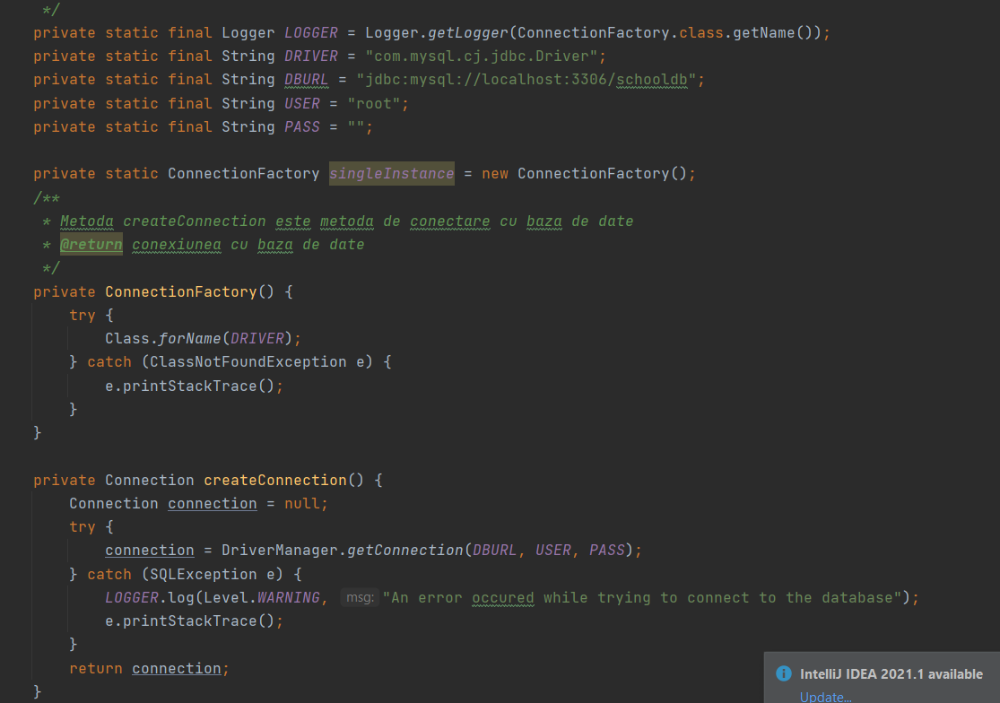 */
private static final Logger LOGGER = Logger.getLogger(ConnectionFactory.class.getName());
private static final String DRIVER = "com.mysql.cj.jdbc.Driver";
private static final String DBURL = "jdbc:mysql://localhost:3306/schooldb";
private static final String USER = "root";
private static final String PASS = "";
private static ConnectionFactory singleInstance = new ConnectionFactory();
/**
* Metoda createConnection este metoda de conectare cu baza de date
* @return conexiunea cu baza de date
*/
private ConnectionFactory() {
try {
Class.forName(DRIVER);
} catch (ClassNotFoundException e) {
e.printStackTrace();
}
}
private Connection createConnection() {
Connection connection = null;
try {
connection = DriverManager.getConnection(DBURL, USER, PASS);
} catch (SQLException e) {
LOGGER.log(Level.WARNING, msg: "An error occured while trying to connect to the database");
e.printStackTrace();
}
return connection;
}
IntelliJ IDEA 2021.1 available
Update...